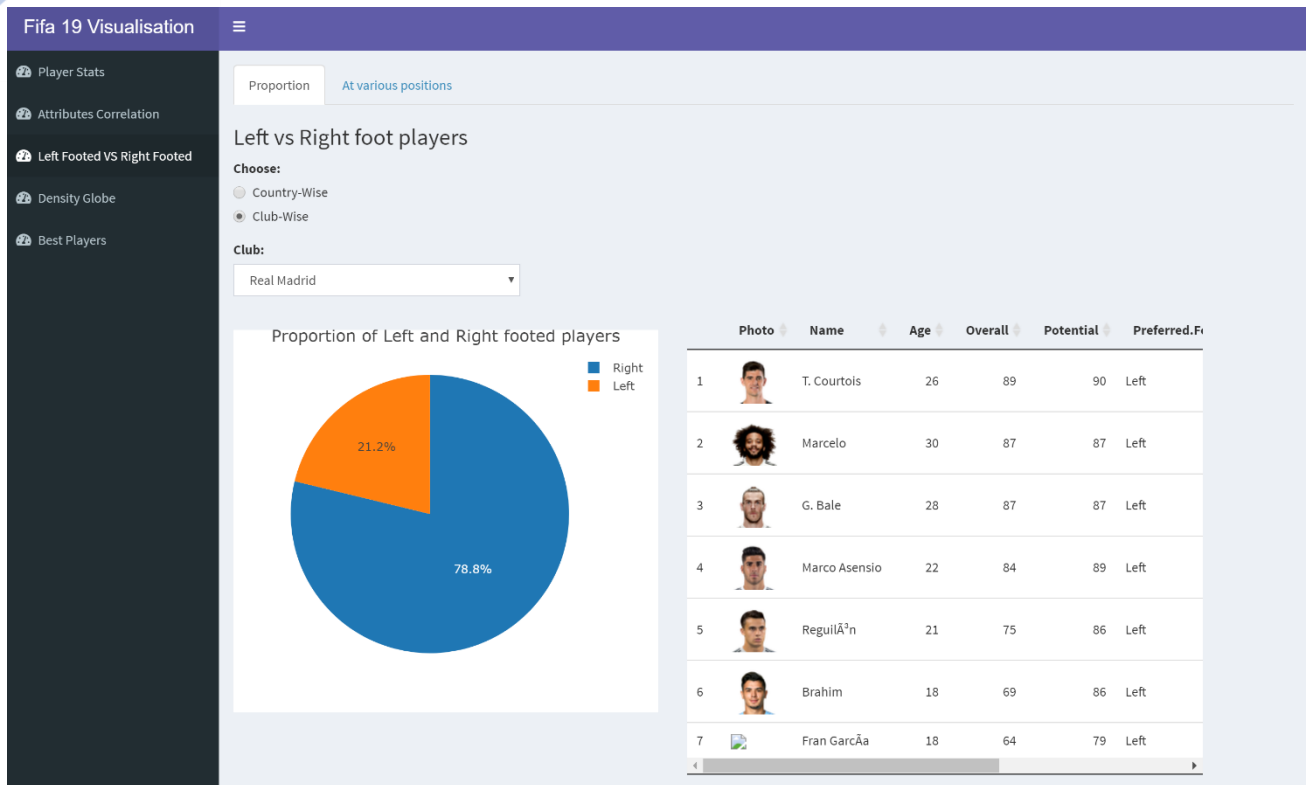 Fifa 19 Visualisation
Player Stats
Attributes Correlation
Left Footed VS Right Footed
Density Globe
Best Players
Proportion At various positions
Left vs Right foot players
Choose:
Country-Wise
Club-Wise
Club:
Real Madrid
Proportion of Left and Right footed players
Right
Left
21.2%
78.8%
Photo Name Age Overall Potential Preferred.Fo
1 T. Courtois 26 89 90 Left
2 Marcelo 30 87 87 Left
3 G. Bale 28 87 87 Left
4 Marco Asensio 22 84 89 Left
5 ReguilÃ³n 21 75 86 Left
6 Brahim 18 69 86 Left
7 Fran GarcÃa 18 64 79 Left